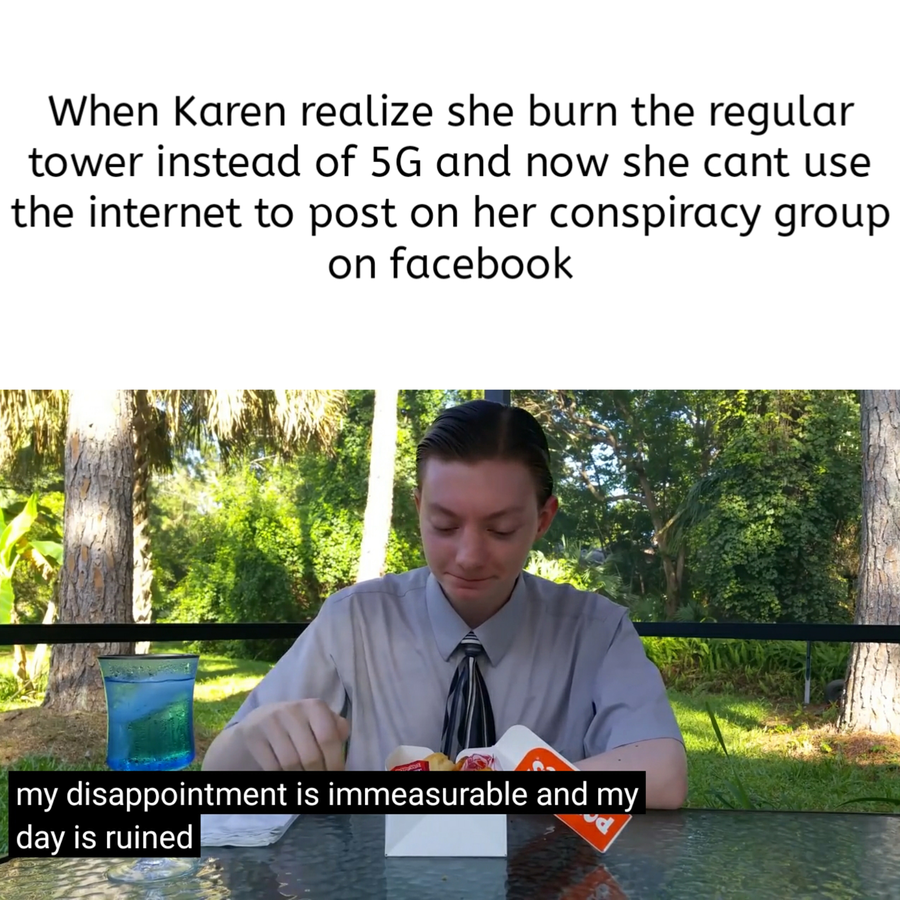 When Karen realize she burn the regular
tower instead of 5G and now she cant use
the internet to post on her conspiracy group
on facebook
my disappointment is immeasurable and my
day is ruined